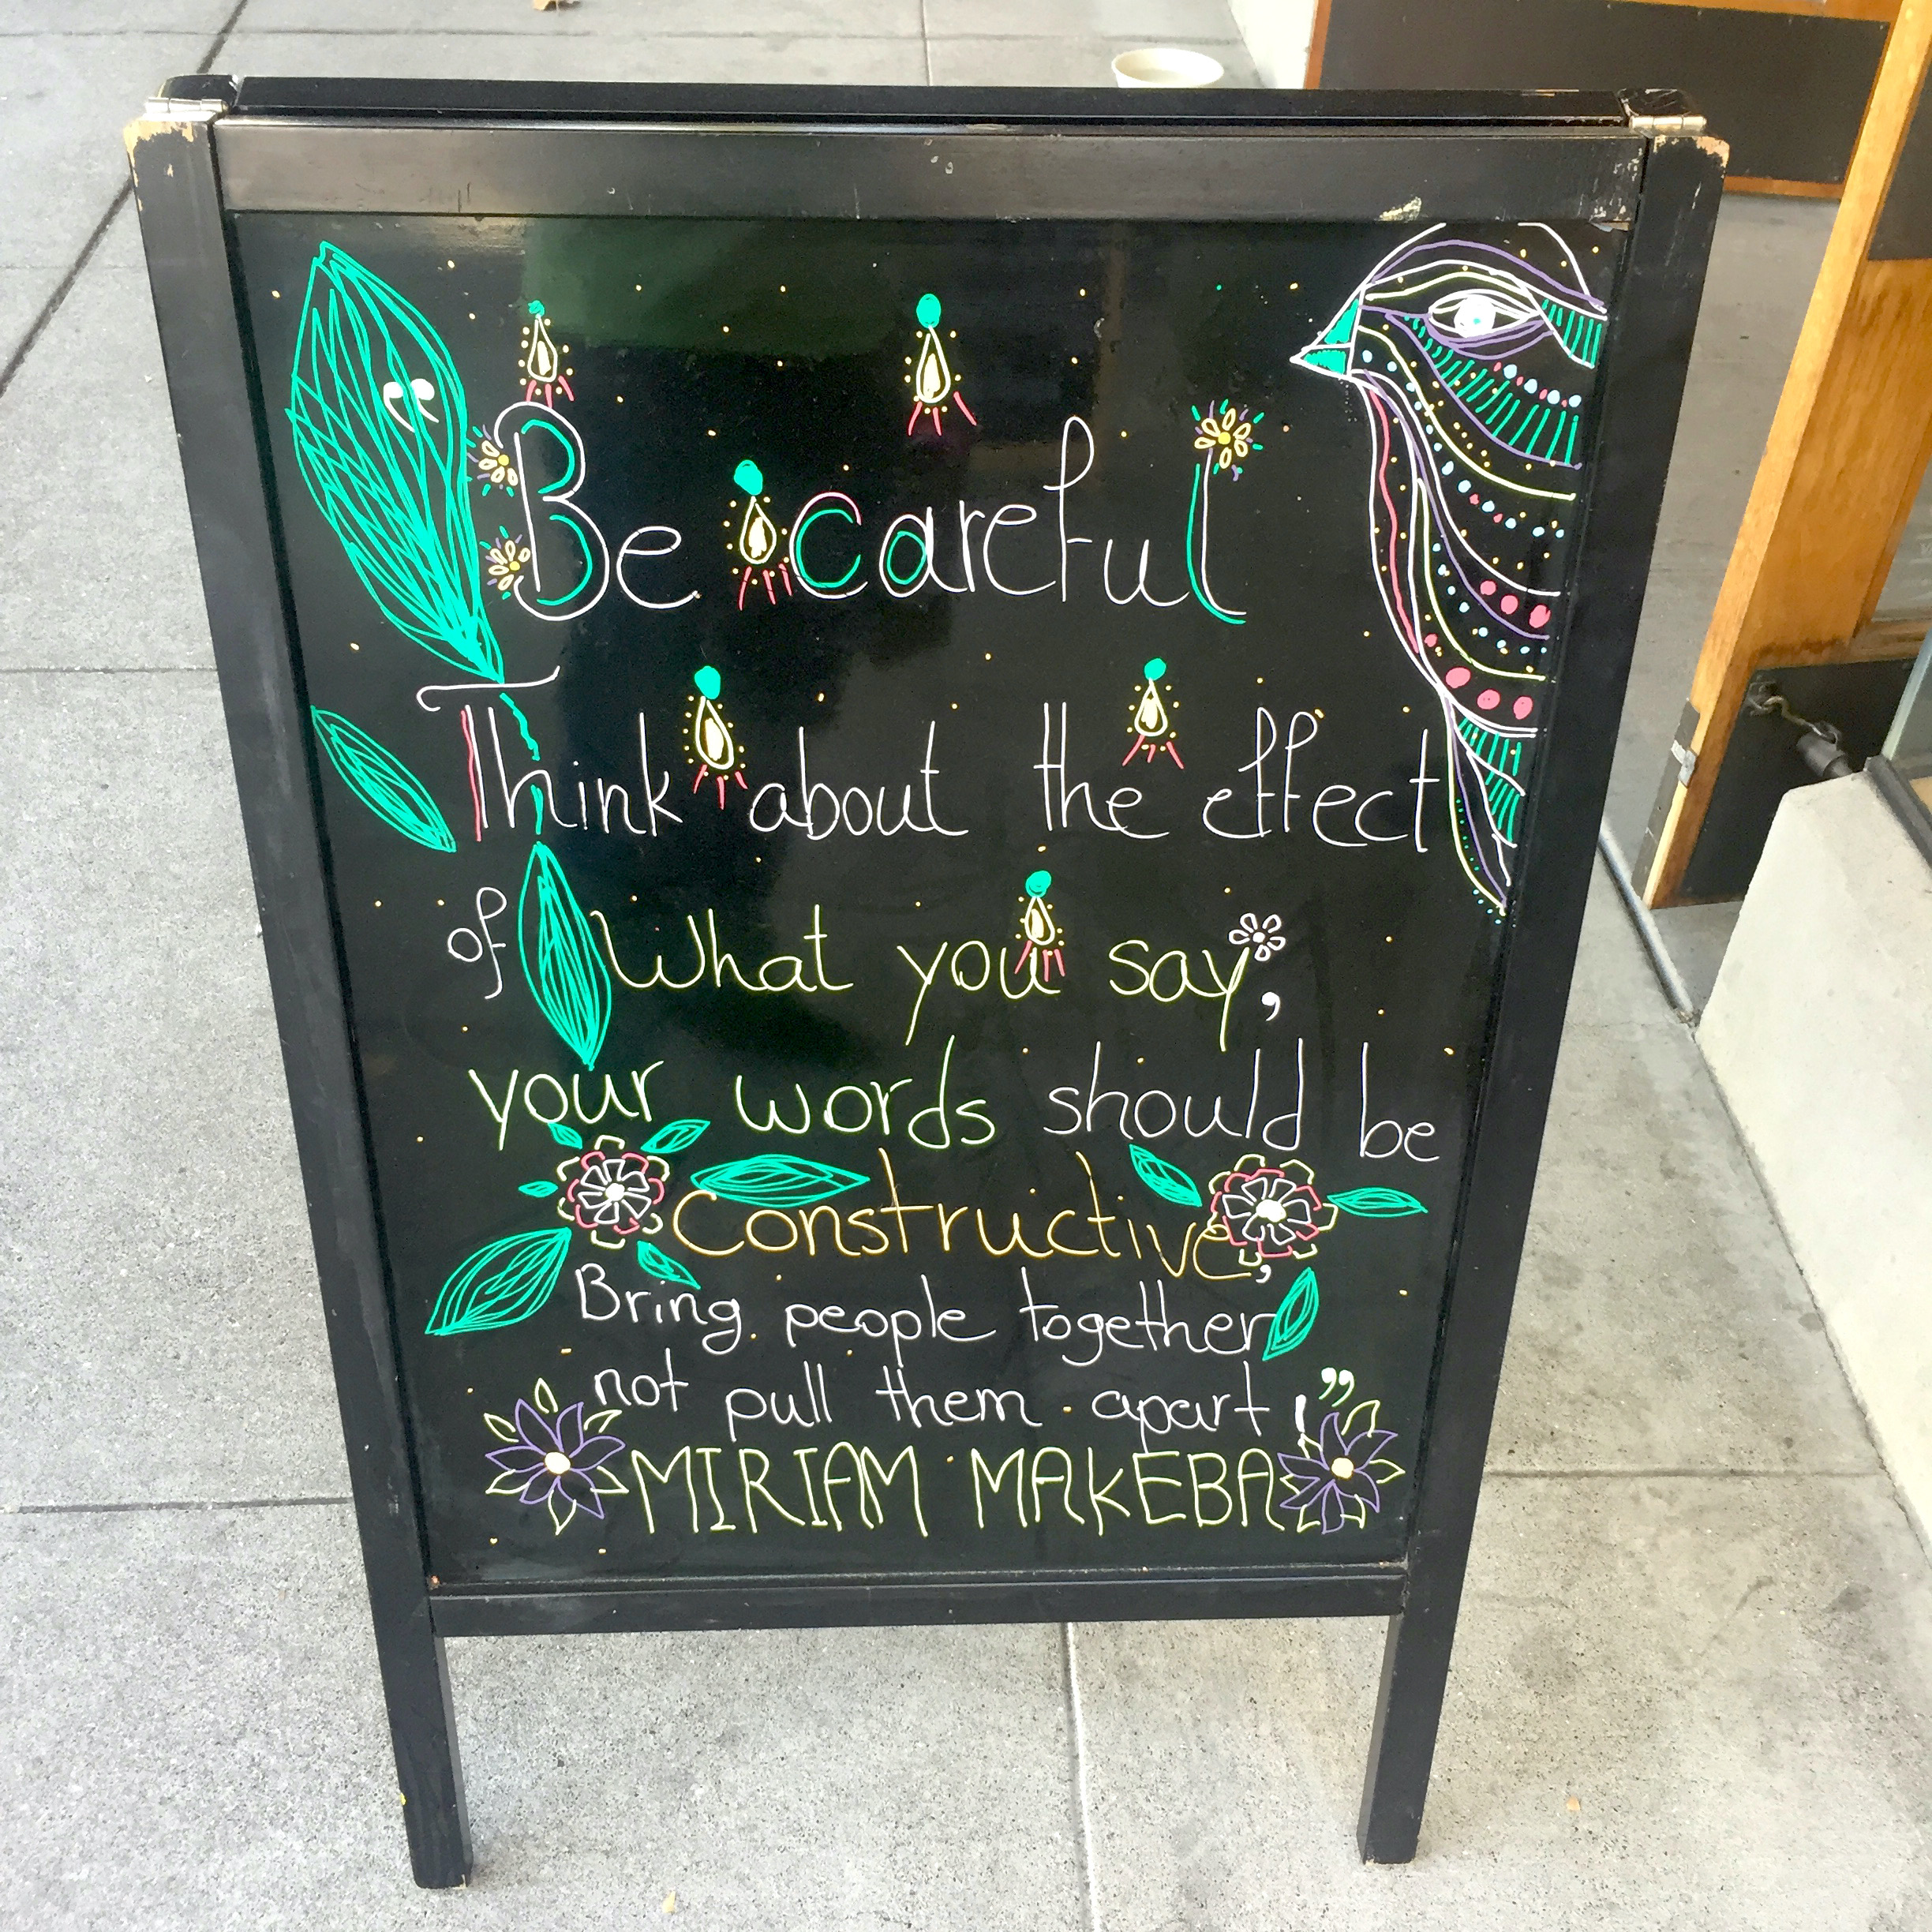 “Be careful
Think about the effect
of What you say,
your words should be
Constructive,
Bring people together
not pull them apart!”
MIRIAM MAKEBA